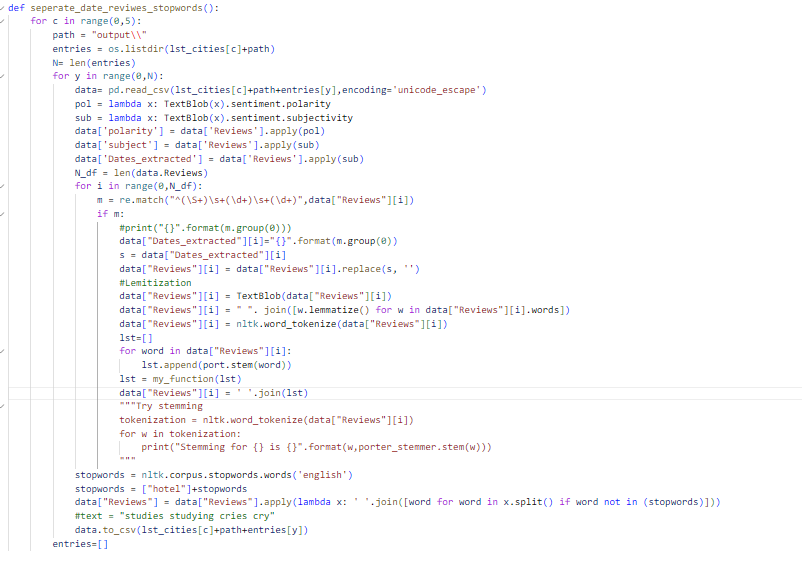 def seperate_date_reviwes_stopwords():
    for c in range(0,5):
        path = "output\\"
        entries = os.listdir(lst_cities[c]+path)
        N= len(entries)
        for y in range(0,N):
            data= pd.read_csv(lst_cities[c]+path+entries[y],encoding='unicode_escape')
            pol = lambda x: TextBlob(x).sentiment.polarity
            sub = lambda x: TextBlob(x).sentiment.subjectivity
            data['polarity'] = data['Reviews'].apply(pol)
            data['subject'] = data['Reviews'].apply(sub)
            data['Dates_extracted'] = data['Reviews'].apply(sub)
            N_df = len(data.Reviews)
            for i in range(0,N_df):
                m = re.match("^(\S+)\s+(\d+)\s+(\d+)",data["Reviews"][i])
                if m:
                    #print("{}".format(m.group(0)))
                    data["Dates_extracted"][i]="{}".format(m.group(0))
                    s = data["Dates_extracted"][i]
                    data["Reviews"][i] = data["Reviews"][i].replace(s, '')
                    #Lemitization
                    data["Reviews"][i] = TextBlob(data["Reviews"][i])
                    data["Reviews"][i] = " ". join([w.lemmatize() for w in data["Reviews"][i].words])
                    data["Reviews"][i] = nltk.word_tokenize(data["Reviews"][i])
                    lst=[]
                    for word in data["Reviews"][i]:
                        lst.append(port.stem(word))
                    lst = my_function(lst)
                    data["Reviews"][i] = ' '.join(lst)
                    """Try stemming
                    tokenization = nltk.word_tokenize(data["Reviews"][i])
                    for w in tokenization:
                        print("Stemming for {} is {}".format(w,porter_stemmer.stem(w)))
                    """
            stopwords = nltk.corpus.stopwords.words('english')
            stopwords = ["hotel"]+stopwords
            data["Reviews"] = data["Reviews"].apply(lambda x: ' '.join([word for word in x.split() if word not in (stopwords)]))
            #text = "studies studying cries cry"
            data.to_csv(lst_cities[c]+path+entries[y])
        entries=[]